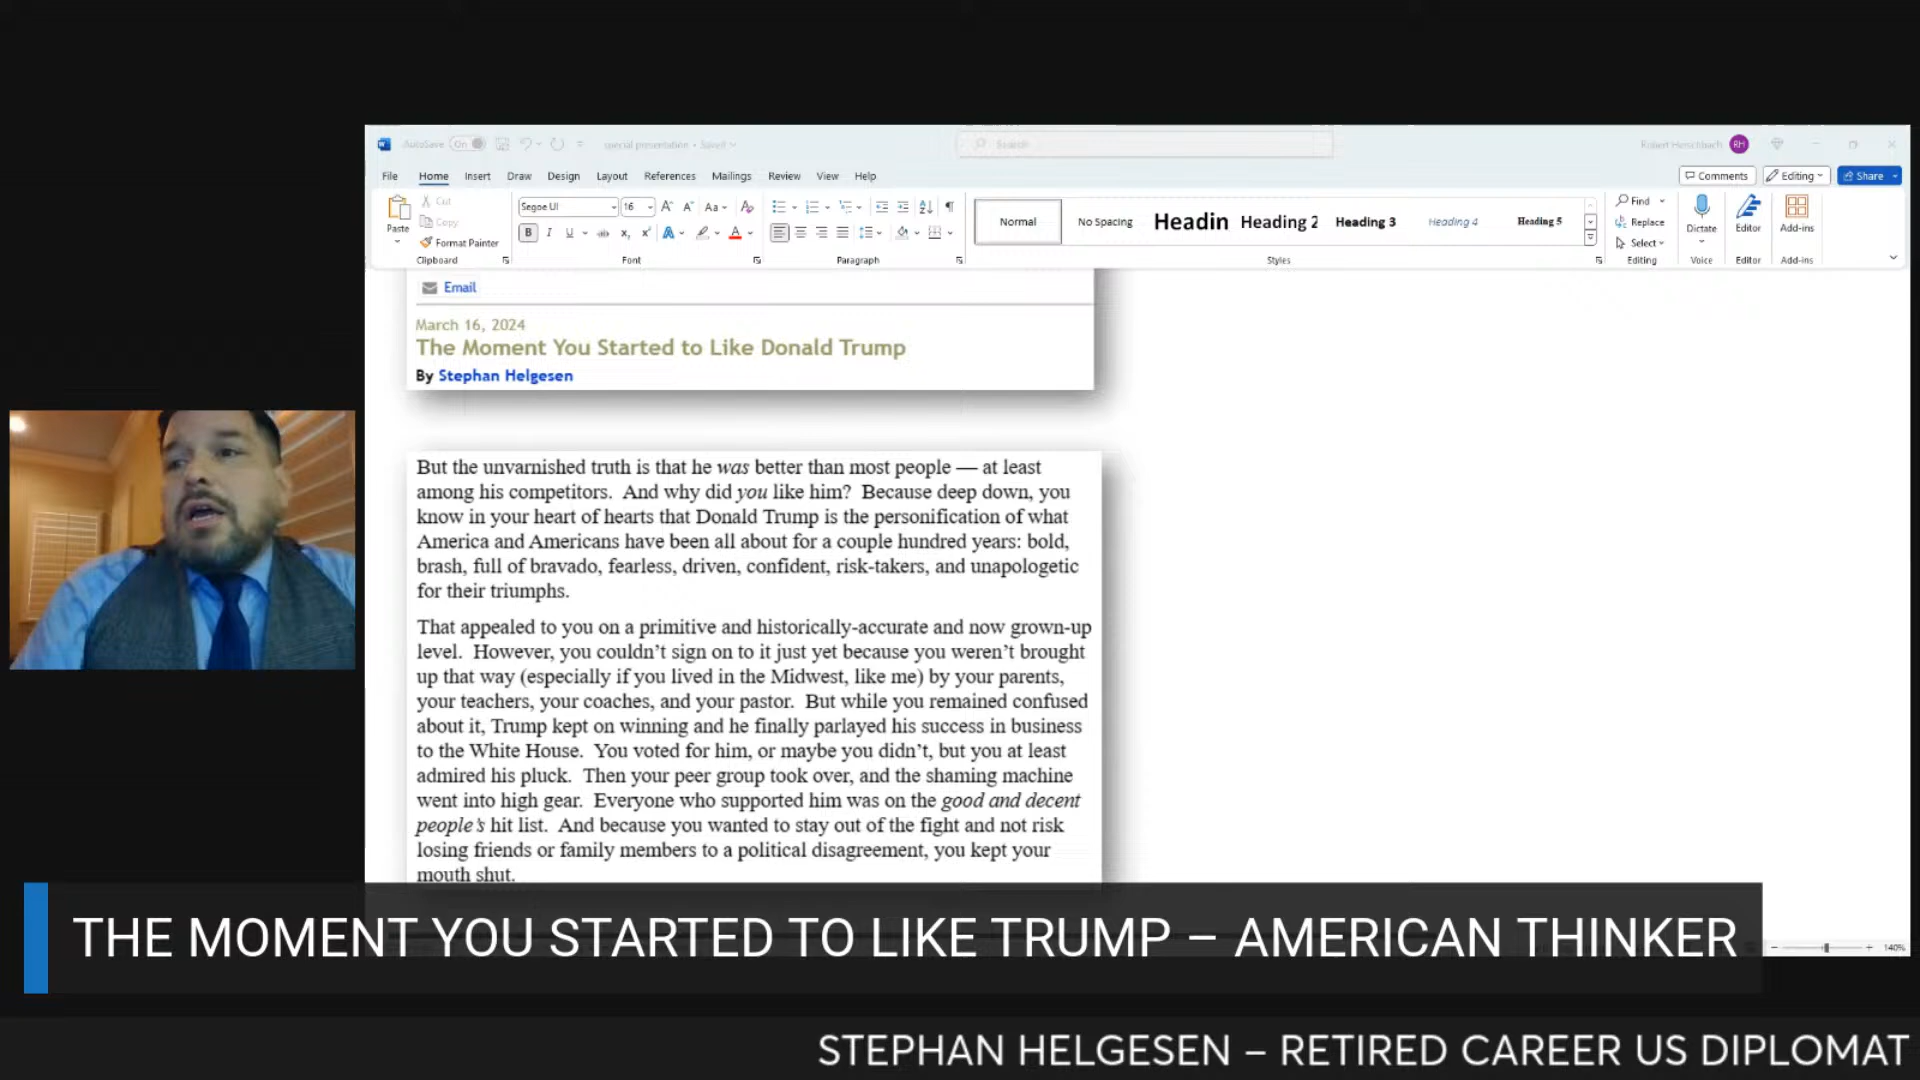 AutoSave On special presentation • Saved Search Robert Herschbach RH
File Home Insert Draw Design Layout References Mailings Review View Help Comments Editing Share
Paste Cut Copy Format Painter
Clipboard
Segoe UI 16
Font
Paragraph
Normal No Spacing Headin Heading 2 Heading 3 Heading 4 Heading 5
Styles
Find Replace Select
Editing
Dictate
Voice
Editor
Editor
Add-ins
Add-ins
Email
March 16, 2024
The Moment You Started to Like Donald Trump
By Stephan Helgesen
But the unvarnished truth is that he was better than most people — at least
among his competitors. And why did you like him? Because deep down, you
know in your heart of hearts that Donald Trump is the personification of what
America and Americans have been all about for a couple hundred years: bold,
brash, full of bravado, fearless, driven, confident, risk-takers, and unapologetic
for their triumphs.
That appealed to you on a primitive and historically-accurate and now grown-up
level. However, you couldn't sign on to it just yet because you weren't brought
up that way (especially if you lived in the Midwest, like me) by your parents,
your teachers, your coaches, and your pastor. But while you remained confused
about it, Trump kept on winning and he finally parlayed his success in business
to the White House. You voted for him, or maybe you didn't, but you at least
admired his pluck. Then your peer group took over, and the shaming machine
went into high gear. Everyone who supported him was on the good and decent
people's hit list. And because you wanted to stay out of the fight and not risk
losing friends or family members to a political disagreement, you kept your
mouth shut.
THE MOMENT YOU STARTED TO LIKE TRUMP – AMERICAN THINKER
140%
STEPHAN HELGESEN – RETIRED CAREER US DIPLOMAT